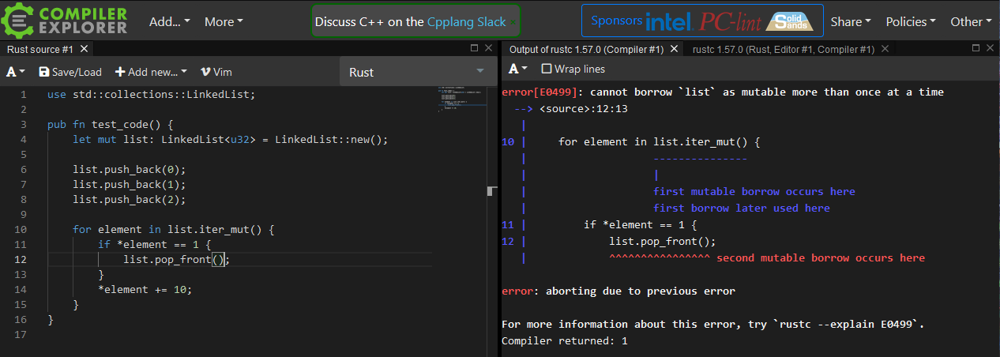 COMPILER
EXPLORER
Add... More
Discuss C++ on the Cpplang Slack ×
Sponsors intel. PC-lint Solid Sands
Share Policies Other
Rust source #1 ×
A Save/Load + Add new... Vim Rust
1 use std::collections::LinkedList;
2
3 pub fn test_code() {
4 let mut list: LinkedList<u32> = LinkedList::new();
5
6 list.push_back(0);
7 list.push_back(1);
8 list.push_back(2);
9
10 for element in list.iter_mut() {
11 if *element == 1 {
12 list.pop_front();
13 }
14 *element += 10;
15 }
16 }
17
Output of rustc 1.57.0 (Compiler #1) × rustc 1.57.0 (Rust, Editor #1, Compiler #1) ×
A Wrap lines
error[E0499]: cannot borrow `list` as mutable more than once at a time
--> <source>:12:13
|
10 | for element in list.iter_mut() {
| ---------------
| |
| first mutable borrow occurs here
| first borrow later used here
11 | if *element == 1 {
12 | list.pop_front();
| ^^^^^^^^^^^^^^^^ second mutable borrow occurs here
error: aborting due to previous error
For more information about this error, try `rustc --explain E0499`.
Compiler returned: 1